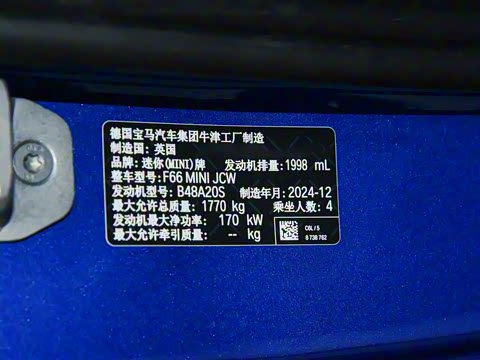 德国宝马汽车集团牛津工厂制造
制造国: 英国
品牌: 迷你(MINI)牌 发动机排量: 1998 mL
整车型号: F66 MINI JCW
发动机型号: B48A20S 制造年月: 2024-12
最大允许总质量: 1770 kg 乘坐人数: 4
发动机最大净功率: 170 kW
最大允许牵引质量: -- kg
C6L / 5
8 738 762